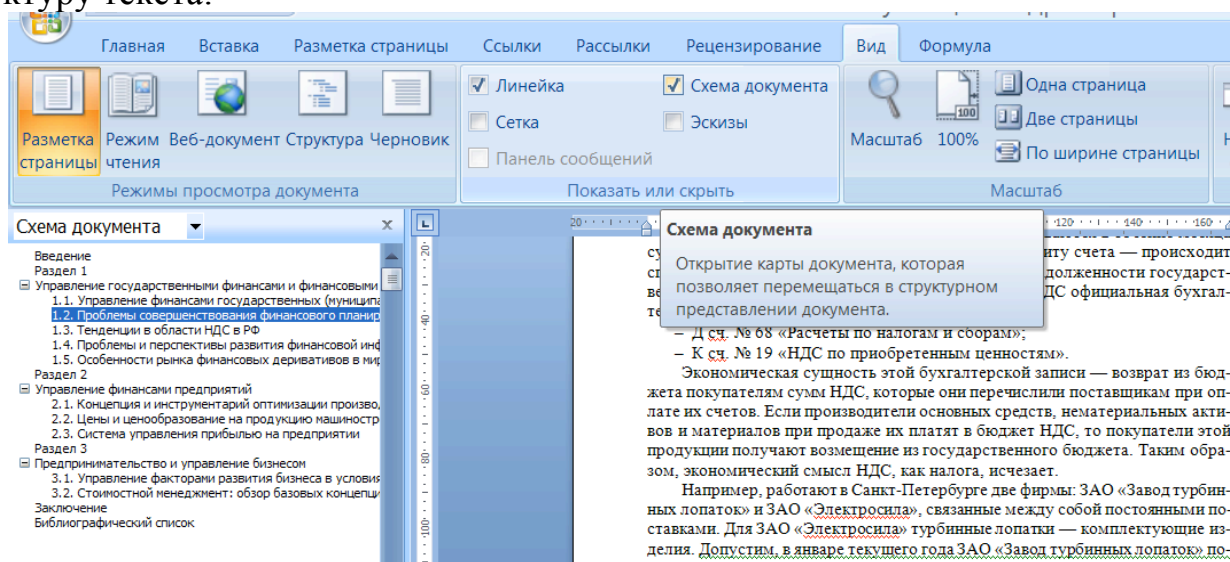 ктуру текста.
Главная Вставка Разметка страницы Ссылки Рассылки Рецензирование Вид Формула
Разметка страницы
Режим чтения
Веб-документ
Структура
Черновик
Режимы просмотра документа
Линейка
Сетка
Панель сообщений
Схема документа
Эскизы
Показать или скрыть
Масштаб
100
100%
Одна страница
Две страницы
По ширине страницы
Масштаб
Схема документа
Введение
Раздел 1
Управление государственными финансами и финансовыми
1.1. Управление финансами государственных (муниципа
1.2. Проблемы совершенствования финансового планир
1.3. Тенденции в области НДС в РФ
1.4. Проблемы и перспективы развития финансовой инф
1.5. Особенности рынка финансовых деривативов в мир
Раздел 2
Управление финансами предприятий
2.1. Концепция и инструментарий оптимизации произво,
2.2. Цены и ценообразование на продукцию машиностр
2.3. Система управления прибылью на предприятии
Раздел 3
Предпринимательство и управление бизнесом
3.1. Управление факторами развития бизнеса в условия
3.2. Стоимостной менеджмент: обзор базовых концепци
Заключение
Библиографический список
20 120 140 160
20
40
60
80
100
Схема документа
Открытие карты документа, которая
позволяет перемещаться в структурном
представлении документа.
иту счета — происходит
долженности государст-
ДС официальная бухгал-
– Д сч. № 68 «Расчеты по налогам и сборам»;
– К сч. № 19 «НДС по приобретенным ценностям».
Экономическая сущность этой бухгалтерской записи — возврат из бюд-
жета покупателям сумм НДС, которые они перечислили поставщикам при оп-
лате их счетов. Если производители основных средств, нематериальных акти-
вов и материалов при продаже их платят в бюджет НДС, то покупатели этой
продукции получают возмещение из государственного бюджета. Таким обра-
зом, экономический смысл НДС, как налога, исчезает.
Например, работают в Санкт-Петербурге две фирмы: ЗАО «Завод турбин-
ных лопаток» и ЗАО «Электросила», связанные между собой постоянными по-
ставками. Для ЗАО «Электросила» турбинные лопатки — комплектующие из-
делия. Допустим, в январе текущего года ЗАО «Завод турбинных лопаток» по-